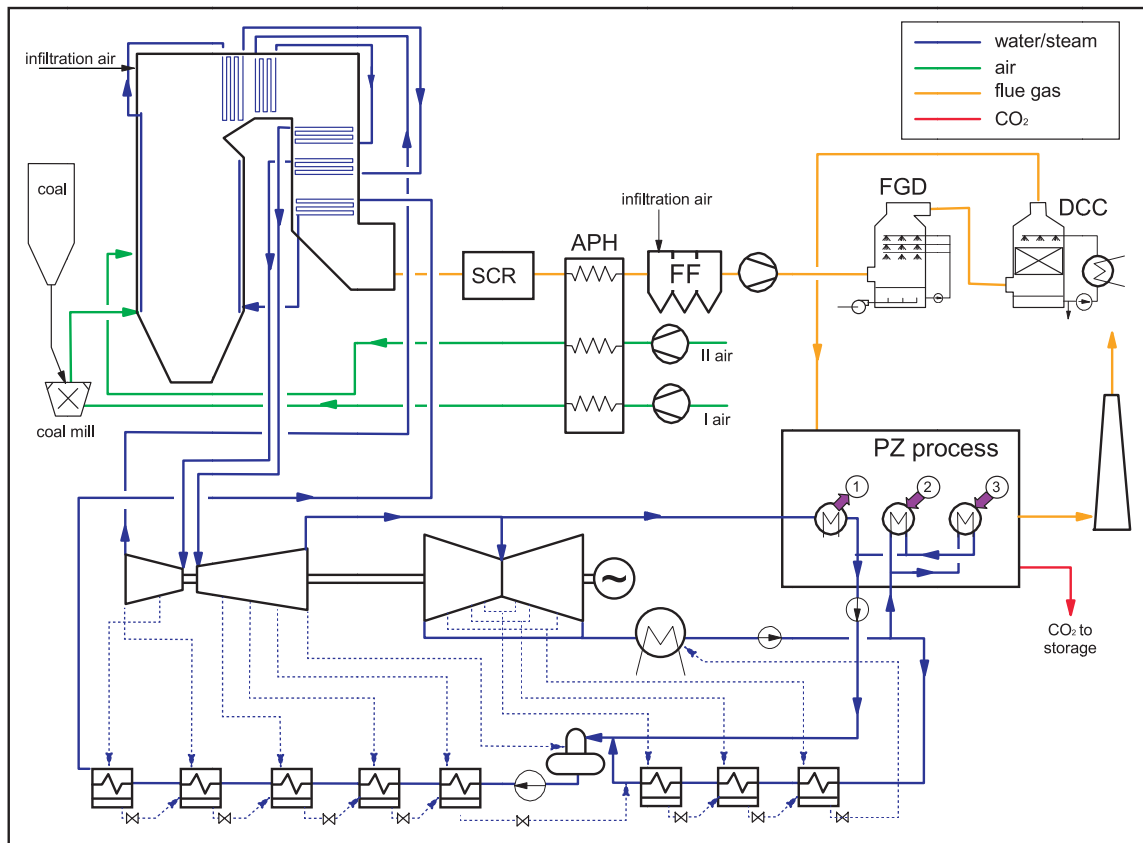 infiltration air
water/steam
air
flue gas
CO₂
coal
FGD
DCC
infiltration air
APH
SCR
FF
II air
I air
coal mill
PZ process
1
2
3
~
CO₂ to
storage